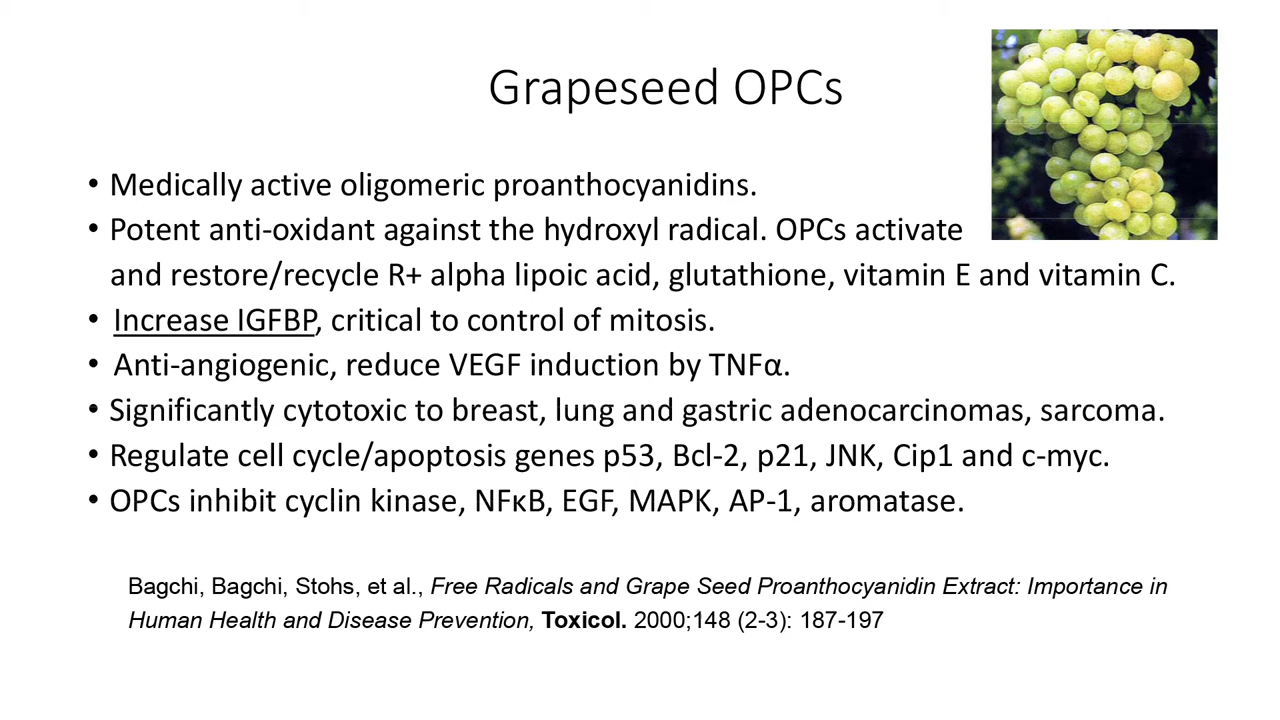 Grapeseed OPCs
• Medically active oligomeric proanthocyanidins.
• Potent anti-oxidant against the hydroxyl radical. OPCs activate
and restore/recycle R+ alpha lipoic acid, glutathione, vitamin E and vitamin C.
• Increase IGFBP, critical to control of mitosis.
• Anti-angiogenic, reduce VEGF induction by TNFα.
• Significantly cytotoxic to breast, lung and gastric adenocarcinomas, sarcoma.
• Regulate cell cycle/apoptosis genes p53, Bcl-2, p21, JNK, Cip1 and c-myc.
• OPCs inhibit cyclin kinase, NFκB, EGF, MAPK, AP-1, aromatase.
Bagchi, Bagchi, Stohs, et al., Free Radicals and Grape Seed Proanthocyanidin Extract: Importance in
Human Health and Disease Prevention, Toxicol. 2000;148 (2-3): 187-197